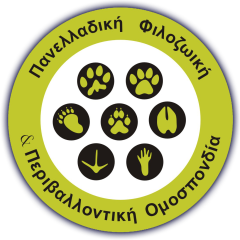 Πανελλαδική Φιλοζωική
& Περιβαλλοντική Ομοσπονδία